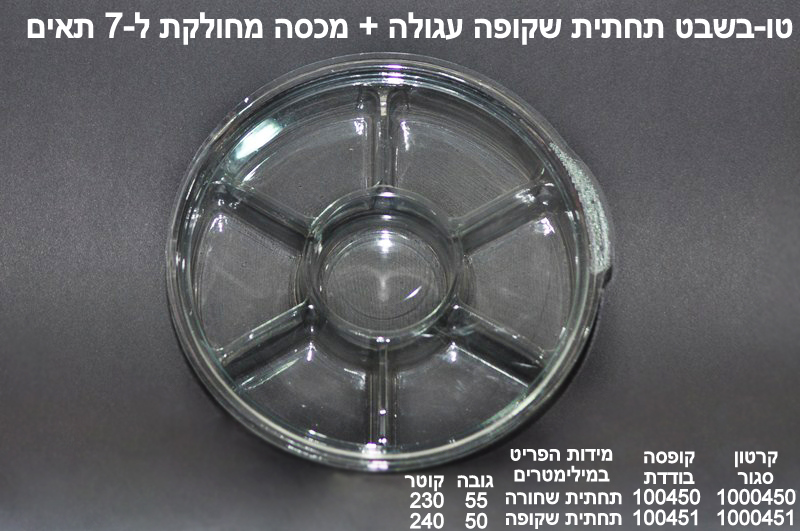 טו-בשבט תחתית שקופה עגולה + מכסה מחולקת ל-7 תאים
קרטון סגור קופסה בודדת מידות הפריט במילימטרים גובה קוטר
1000450 100450 תחתית שחורה 55 230
1000451 100451 תחתית שקופה 50 240